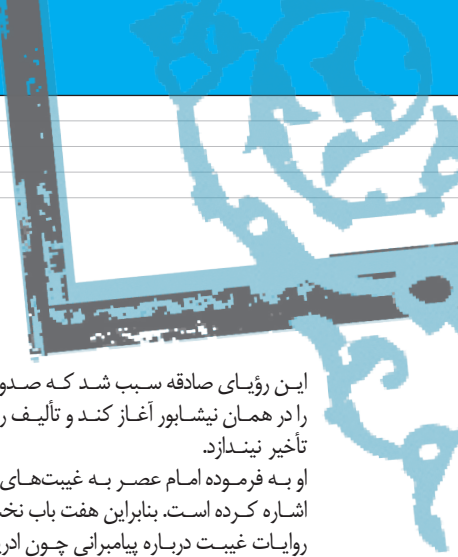 این رؤیای صادقه سبب شد که صدو
را در همان نیشابور آغاز کند و تألیف ر
تأخیر نیندازد.
او به فرموده امام عصر به غیبت‌های
اشاره کرده است. بنابراین هفت باب نخ
روایات غیبت درباره پیامبرانی چون ادری